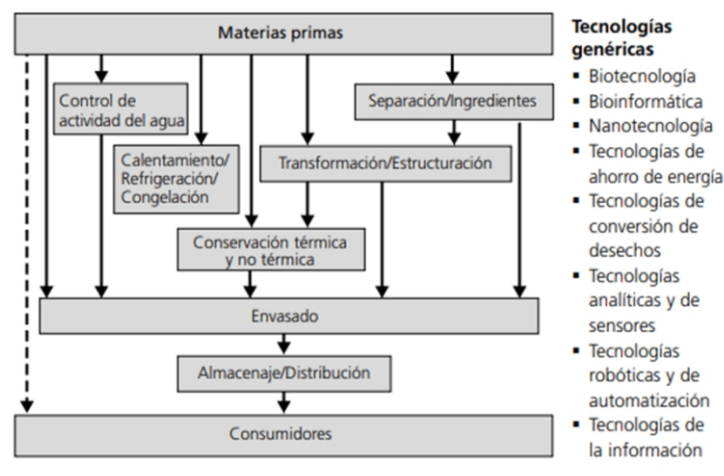 Materias primas
Control de
actividad del agua
Separación/Ingredientes
Calentamiento/
Refrigeración/
Congelación
Transformación/Estructuración
Conservación térmica
y no térmica
Envasado
Almacenaje/Distribución
Consumidores
Tecnologías
genéricas
▪ Biotecnología
▪ Bioinformática
▪ Nanotecnología
▪ Tecnologías de
ahorro de energía
▪ Tecnologías de
conversión de
desechos
▪ Tecnologías
analíticas y de
sensores
▪ Tecnologías
robóticas y de
automatización
▪ Tecnologías de
la información